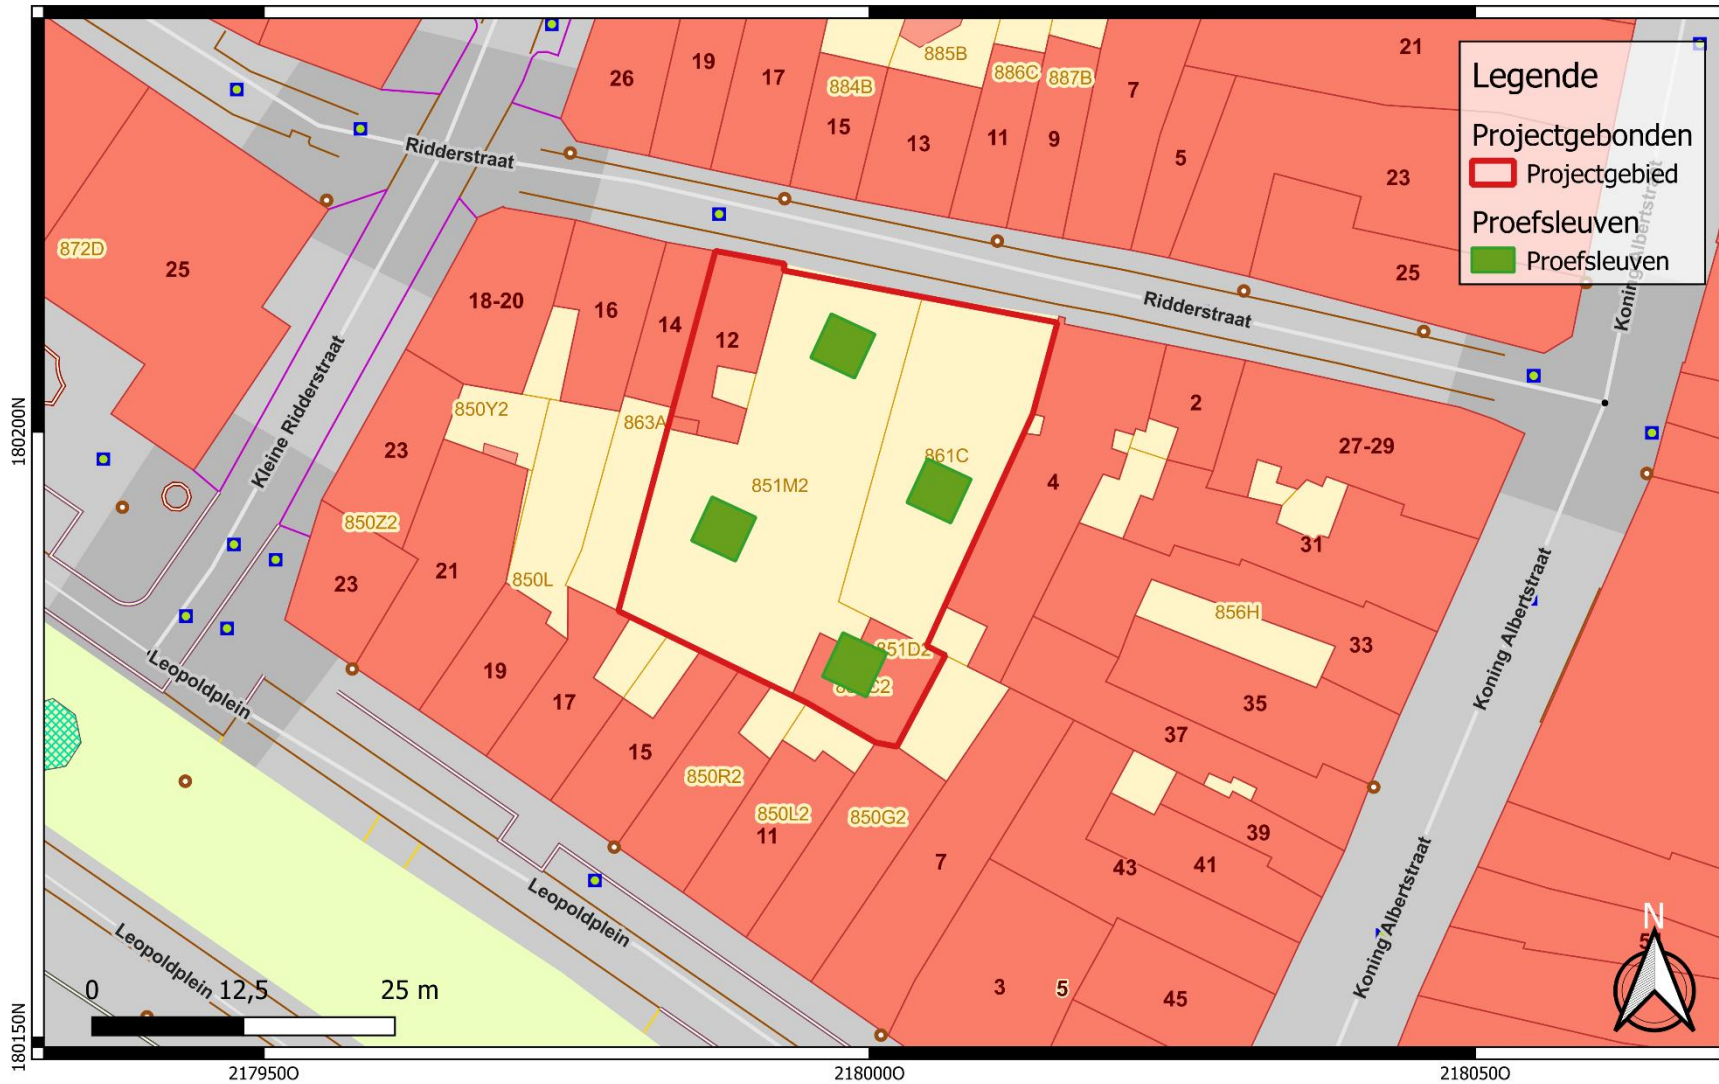 Legende
Projectgebonden
Projectgebied
Proefsleuven
Proefsleuven
26
19
17
884B
15
885B
13
886C
11
887B
9
7
5
21
23
25
Ridderstraat
Ridderstraat
Koning Albertstraat
872D
25
18-20
16
14
12
Kleine Ridderstraat
850Y2
863A
851M2
861C
23
850Z2
23
21
850L
4
2
27-29
31
856H
33
35
37
851D2
19
17
15
850R2
850L2
11
850G2
7
43
41
39
3
5
45
Koning Albertstraat
Koning Albertstraat
Leopoldplein
Leopoldplein
Leopoldplein
N
0 12,5 25 m
180200N
180150N
217950O
218000O
218050O